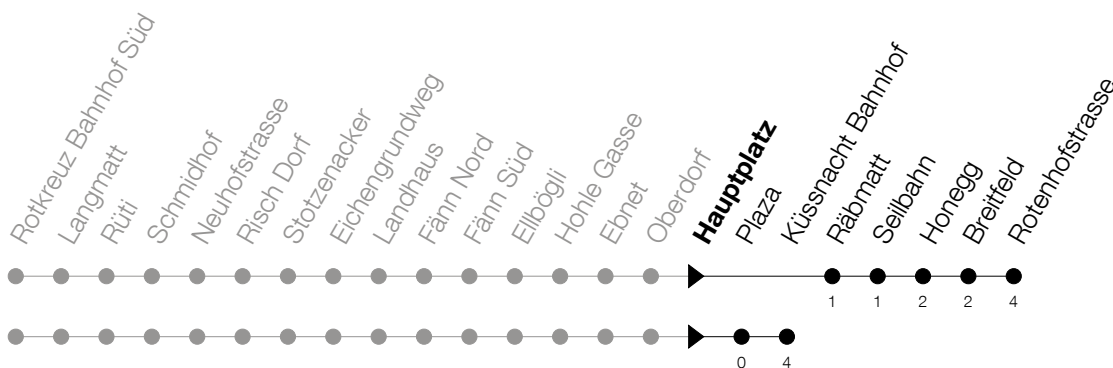 Rotkreuz Bahnhof Süd
Langmatt
Rüti
Schmidhof
Neuhofstrasse
Risch Dorf
Stotzenacker
Eichengrundweg
Landhaus
Fänn Nord
Fänn Süd
Ellbögli
Hohle Gasse
Ebnet
Oberdorf
Hauptplatz
Plaza
Küssnacht Bahnhof
Räbmatt
Seilbahn
Honegg
Breitfeld
Rotenhofstrasse
1 1 2 2 4
0 4